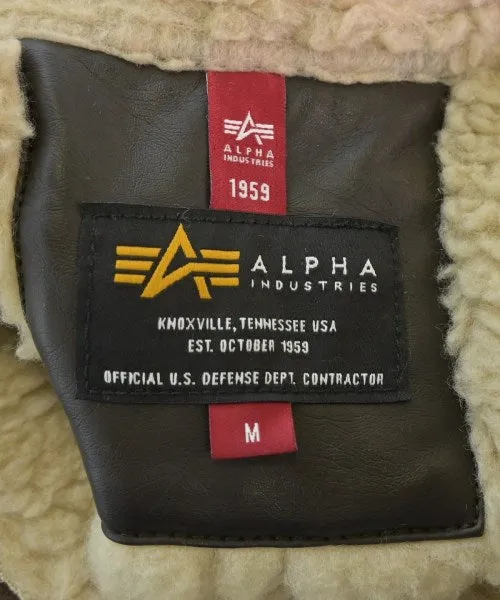 ALPHA
INDUSTRIES
1959
ALPHA
INDUSTRIES
KNOXVILLE, TENNESSEE USA
EST. OCTOBER 1959
OFFICIAL U.S. DEFENSE DEPT. CONTRACTOR
M